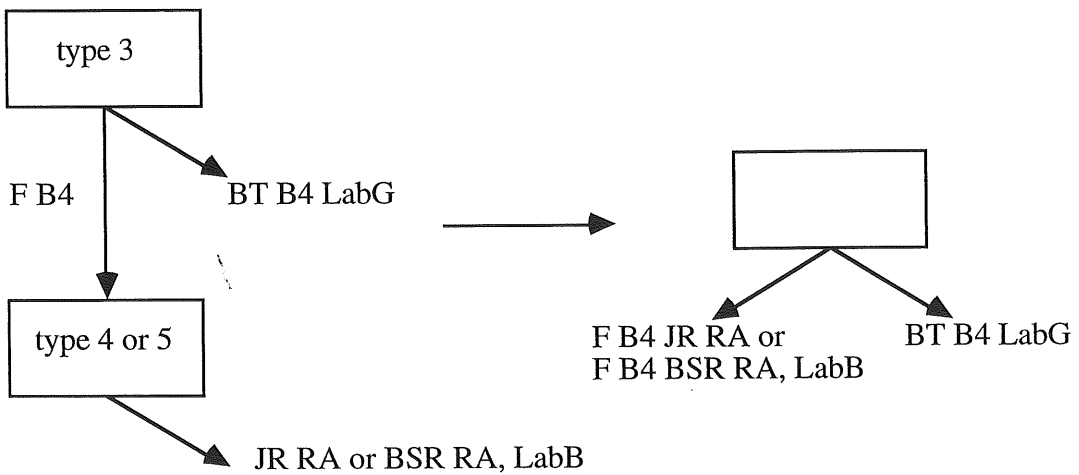 type 3
F B4
BT B4 LabG
type 4 or 5
JR RA or BSR RA, LabB
F B4 JR RA or
F B4 BSR RA, LabB
BT B4 LabG